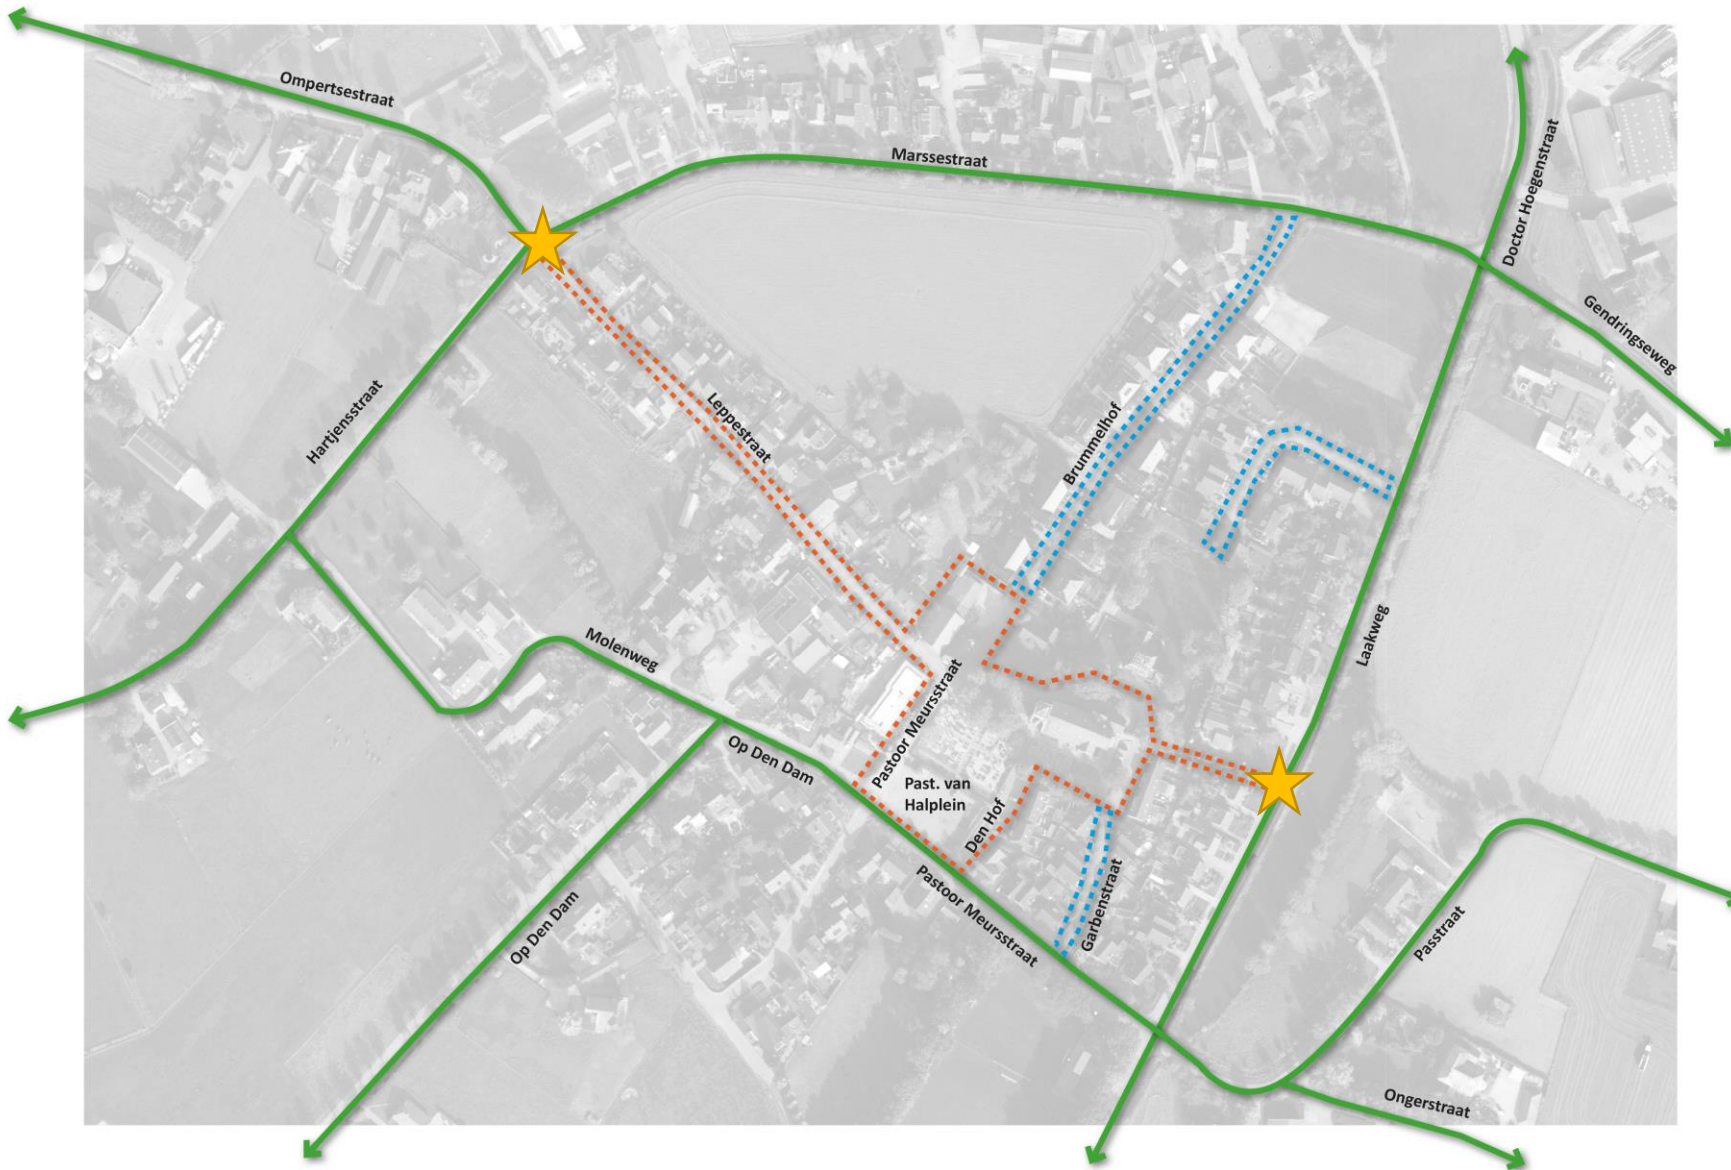 Ompertsestraat
Marssestraat
Doctor Hoegenstraat
Gendringseweg
Hartjensstraat
Leppestraat
Brummelhof
Molenweg
Laakweg
Pastoor Meursstraat
Op Den Dam
Past. van
Halplein
Den Hof
Pastoor Meursstraat
Garbenstraat
Op Den Dam
Passtraat
Ongerstraat